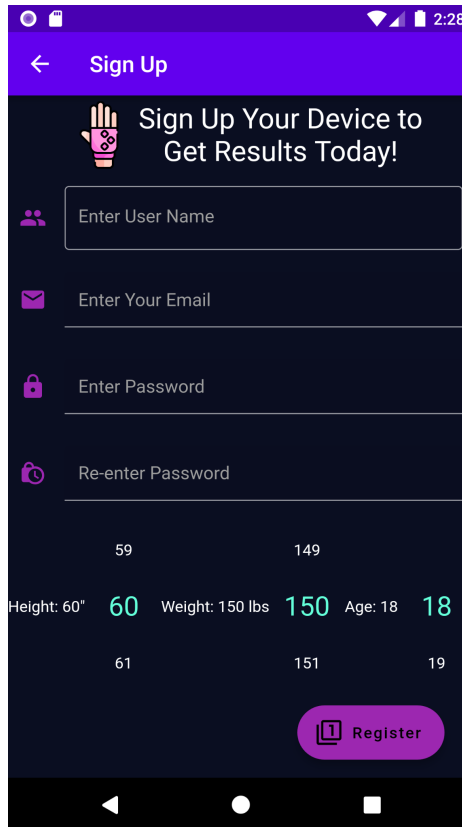 2:28
Sign Up
Sign Up Your Device to
Get Results Today!
Enter User Name
Enter Your Email
Enter Password
Re-enter Password
59 149
Height: 60" 60 Weight: 150 lbs 150 Age: 18 18
61 151 19
1 Register